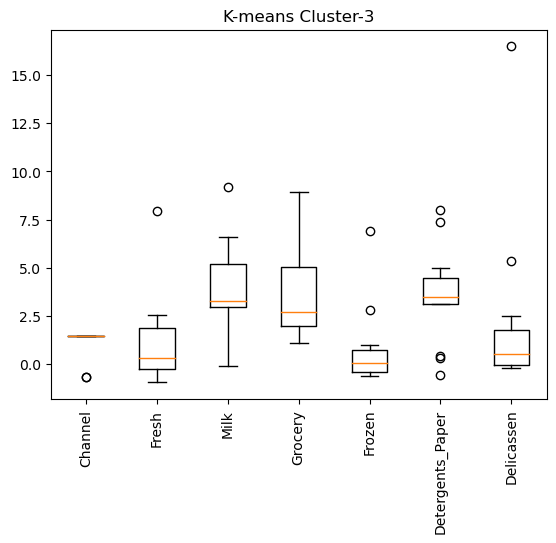 K-means Cluster-3
15.0
12.5
10.0
7.5
5.0
2.5
0.0
Channel
Fresh
Milk
Grocery
Frozen
Detergents_Paper
Delicassen